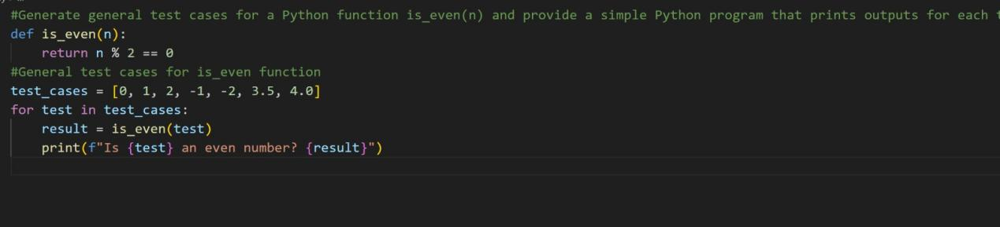 #Generate general test cases for a Python function is_even(n) and provide a simple Python program that prints outputs for each
def is_even(n):
    return n % 2 == 0
#General test cases for is_even function
test_cases = [0, 1, 2, -1, -2, 3.5, 4.0]
for test in test_cases:
    result = is_even(test)
    print(f"Is {test} an even number? {result}")